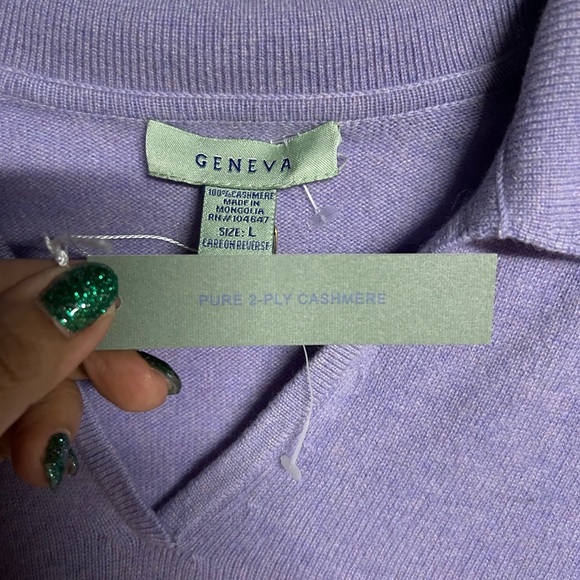 GENEVA
100% CASHMERE
MADE IN
MONGOLIA
RN# 104647
SIZE: L
CARE ON REVERSE
PURE 2-PLY CASHMERE